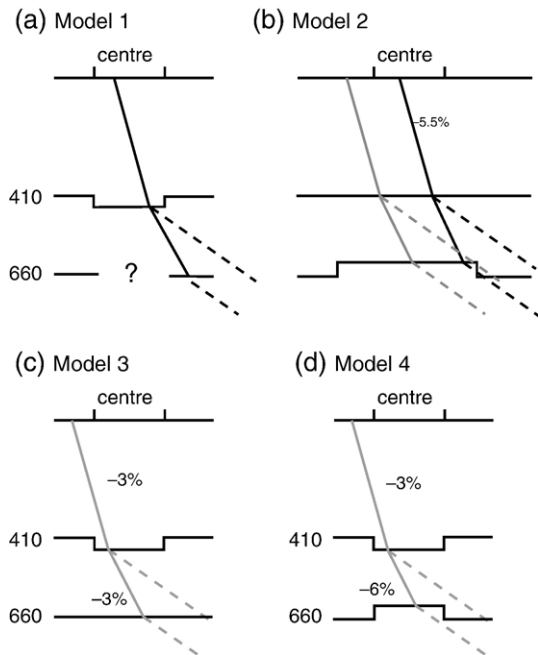 (a) Model 1
centre
410
660
?
(b) Model 2
centre
–5.5%
(c) Model 3
centre
–3%
410
–3%
660
(d) Model 4
centre
–3%
410
–6%
660